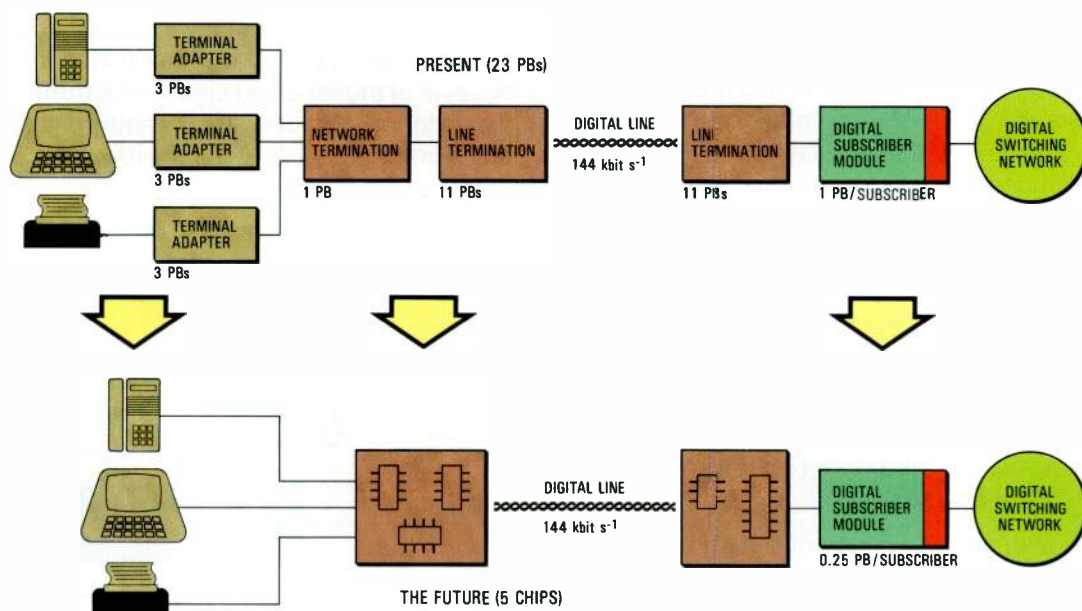 TERMINAL
ADAPTER
3 PBs
PRESENT (23 PBs)
TERMINAL
ADAPTER
3 PBs
NETWORK
TERMINATION
1 PB
LINE
TERMINATION
11 PBs
DIGITAL LINE
144 kbit s⁻¹
LINE
TERMINATION
11 PBs
DIGITAL
SUBSCRIBER
MODULE
1 PB/SUBSCRIBER
DIGITAL
SWITCHING
NETWORK
TERMINAL
ADAPTER
3 PBs
DIGITAL LINE
144 kbit s⁻¹
DIGITAL
SUBSCRIBER
MODULE
0.25 PB/SUBSCRIBER
DIGITAL
SWITCHING
NETWORK
THE FUTURE (5 CHIPS)